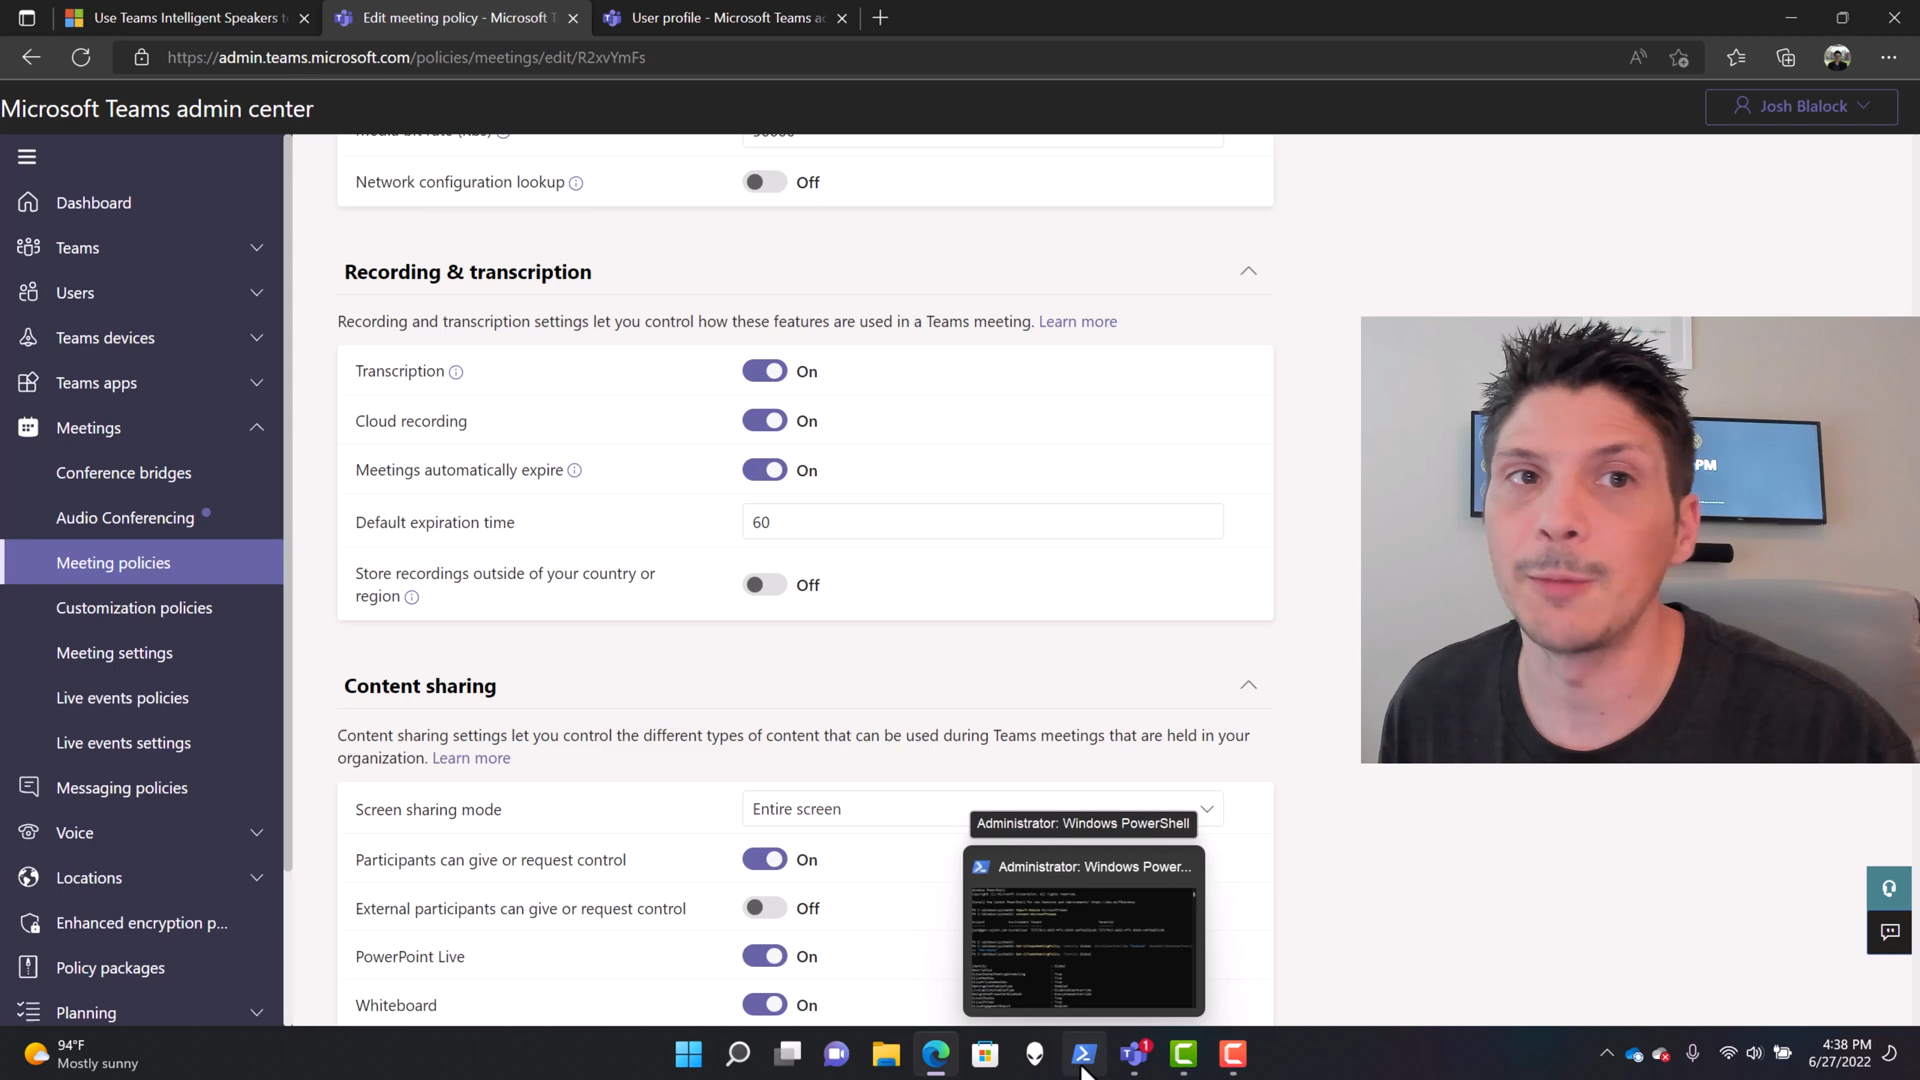 Use Teams Intelligent Speakers to
Edit meeting policy - Microsoft T
User profile - Microsoft Teams ac
https://admin.teams.microsoft.com/policies/meetings/edit/R2xvYmFs
Microsoft Teams admin center
Josh Blalock
Dashboard
Teams
Users
Teams devices
Teams apps
Meetings
Conference bridges
Audio Conferencing
Meeting policies
Customization policies
Meeting settings
Live events policies
Live events settings
Messaging policies
Voice
Locations
Enhanced encryption p...
Policy packages
Planning
Network configuration lookup
Off
Recording & transcription
Recording and transcription settings let you control how these features are used in a Teams meeting. Learn more
Transcription
On
Cloud recording
On
Meetings automatically expire
On
Default expiration time
60
Store recordings outside of your country or
region
Off
Content sharing
Content sharing settings let you control the different types of content that can be used during Teams meetings that are held in your
organization. Learn more
Screen sharing mode
Entire screen
Participants can give or request control
On
External participants can give or request control
Off
PowerPoint Live
On
Whiteboard
On
Administrator: Windows PowerShell
Administrator: Windows Power...
PM
94°F
Mostly sunny
1
4:38 PM
6/27/2022